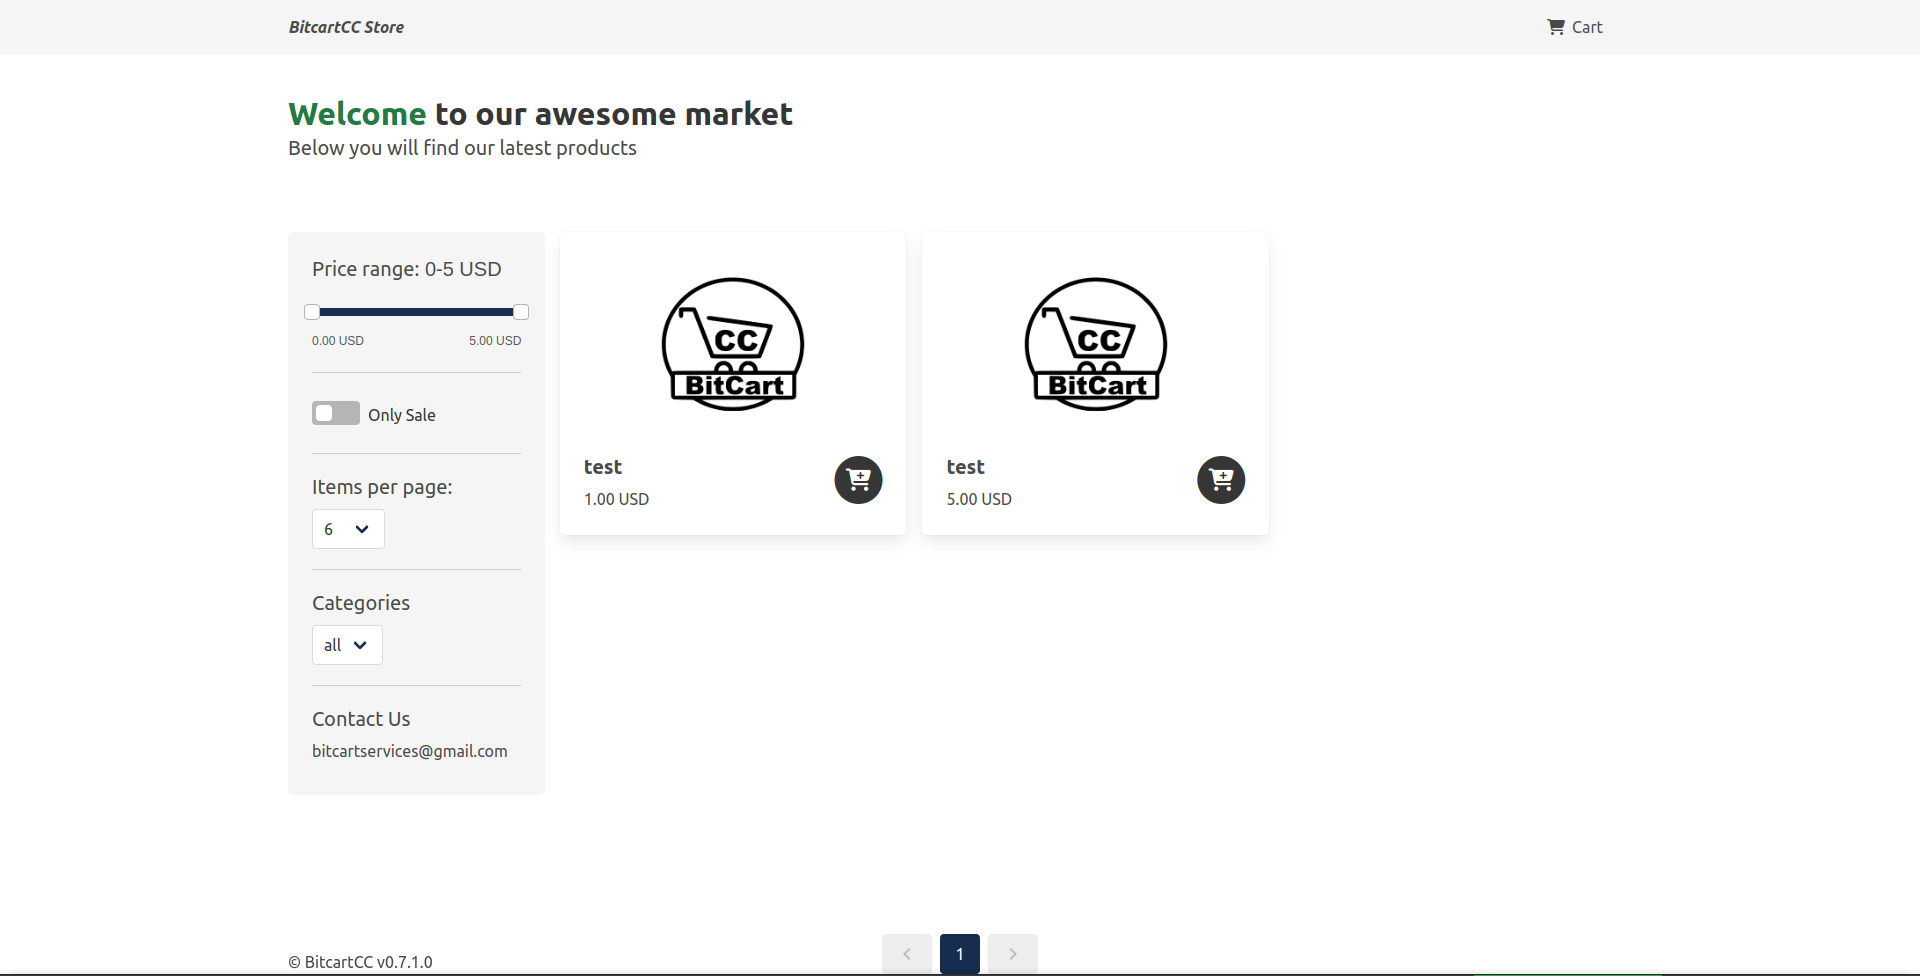 BitcartCC Store
Cart
Welcome to our awesome market
Below you will find our latest products
Price range: 0-5 USD
0.00 USD
5.00 USD
Only Sale
Items per page:
6
Categories
all
Contact Us
bitcartservices@gmail.com
CC
BitCart
test
1.00 USD
CC
BitCart
test
5.00 USD
1
© BitcartCC v0.7.1.0